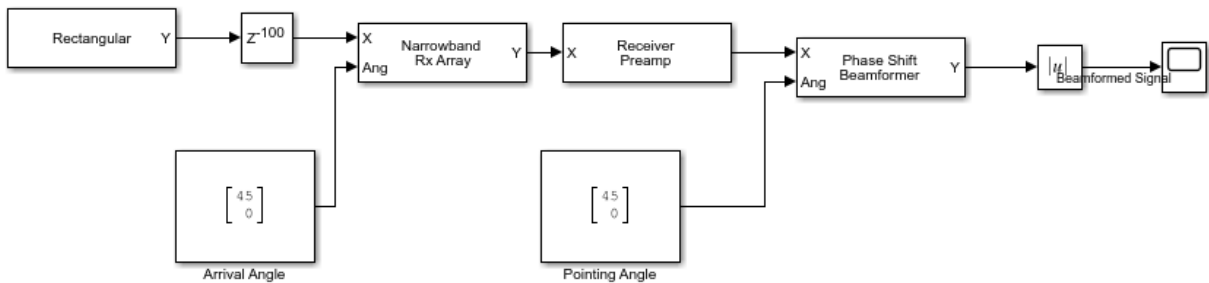 Rectangular
Y
Z-100
X
Ang
Narrowband
Rx Array
Y
X
Receiver
Preamp
X
Ang
Phase Shift
Beamformer
Y
|u|
Beamformed Signal
45
0
Arrival Angle
45
0
Pointing Angle